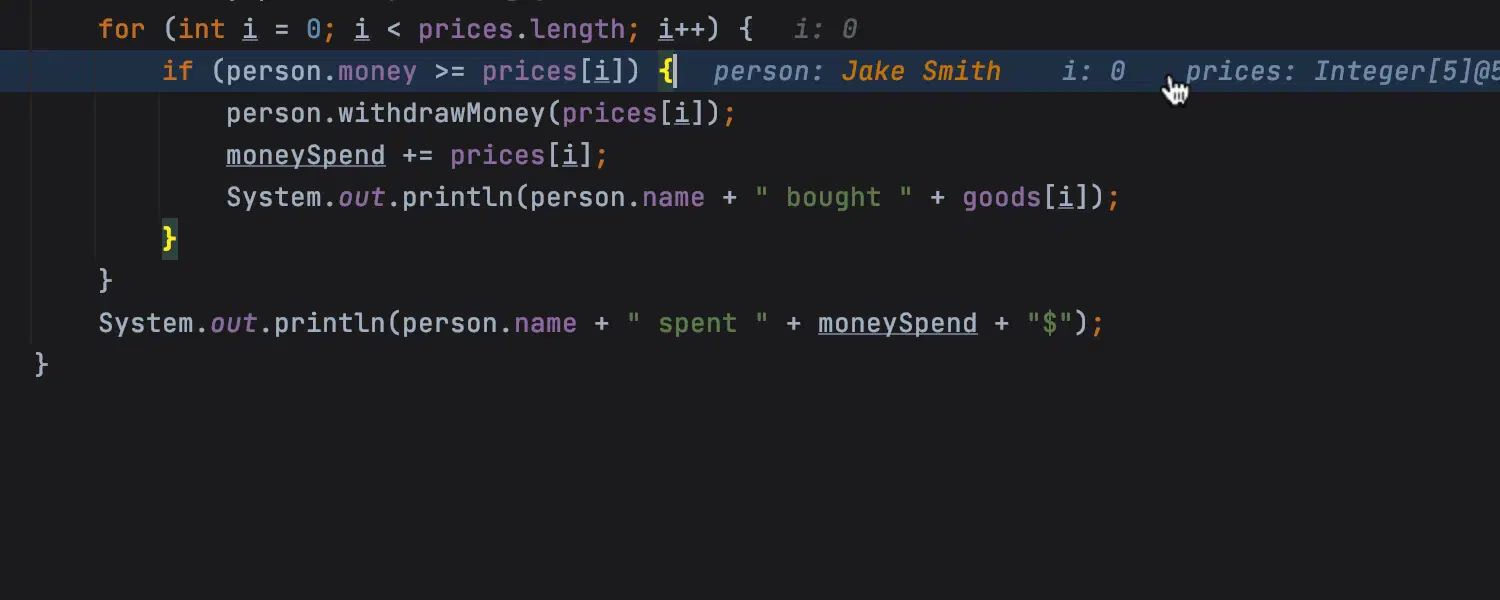 for (int i = 0; i < prices.length; i++) {   i: 0
if (person.money >= prices[i]) {   person: Jake Smith   i: 0   prices: Integer[5]@5
person.withdrawMoney(prices[i]);
moneySpend += prices[i];
System.out.println(person.name + " bought " + goods[i]);
}
}
System.out.println(person.name + " spent " + moneySpend + "$");
}